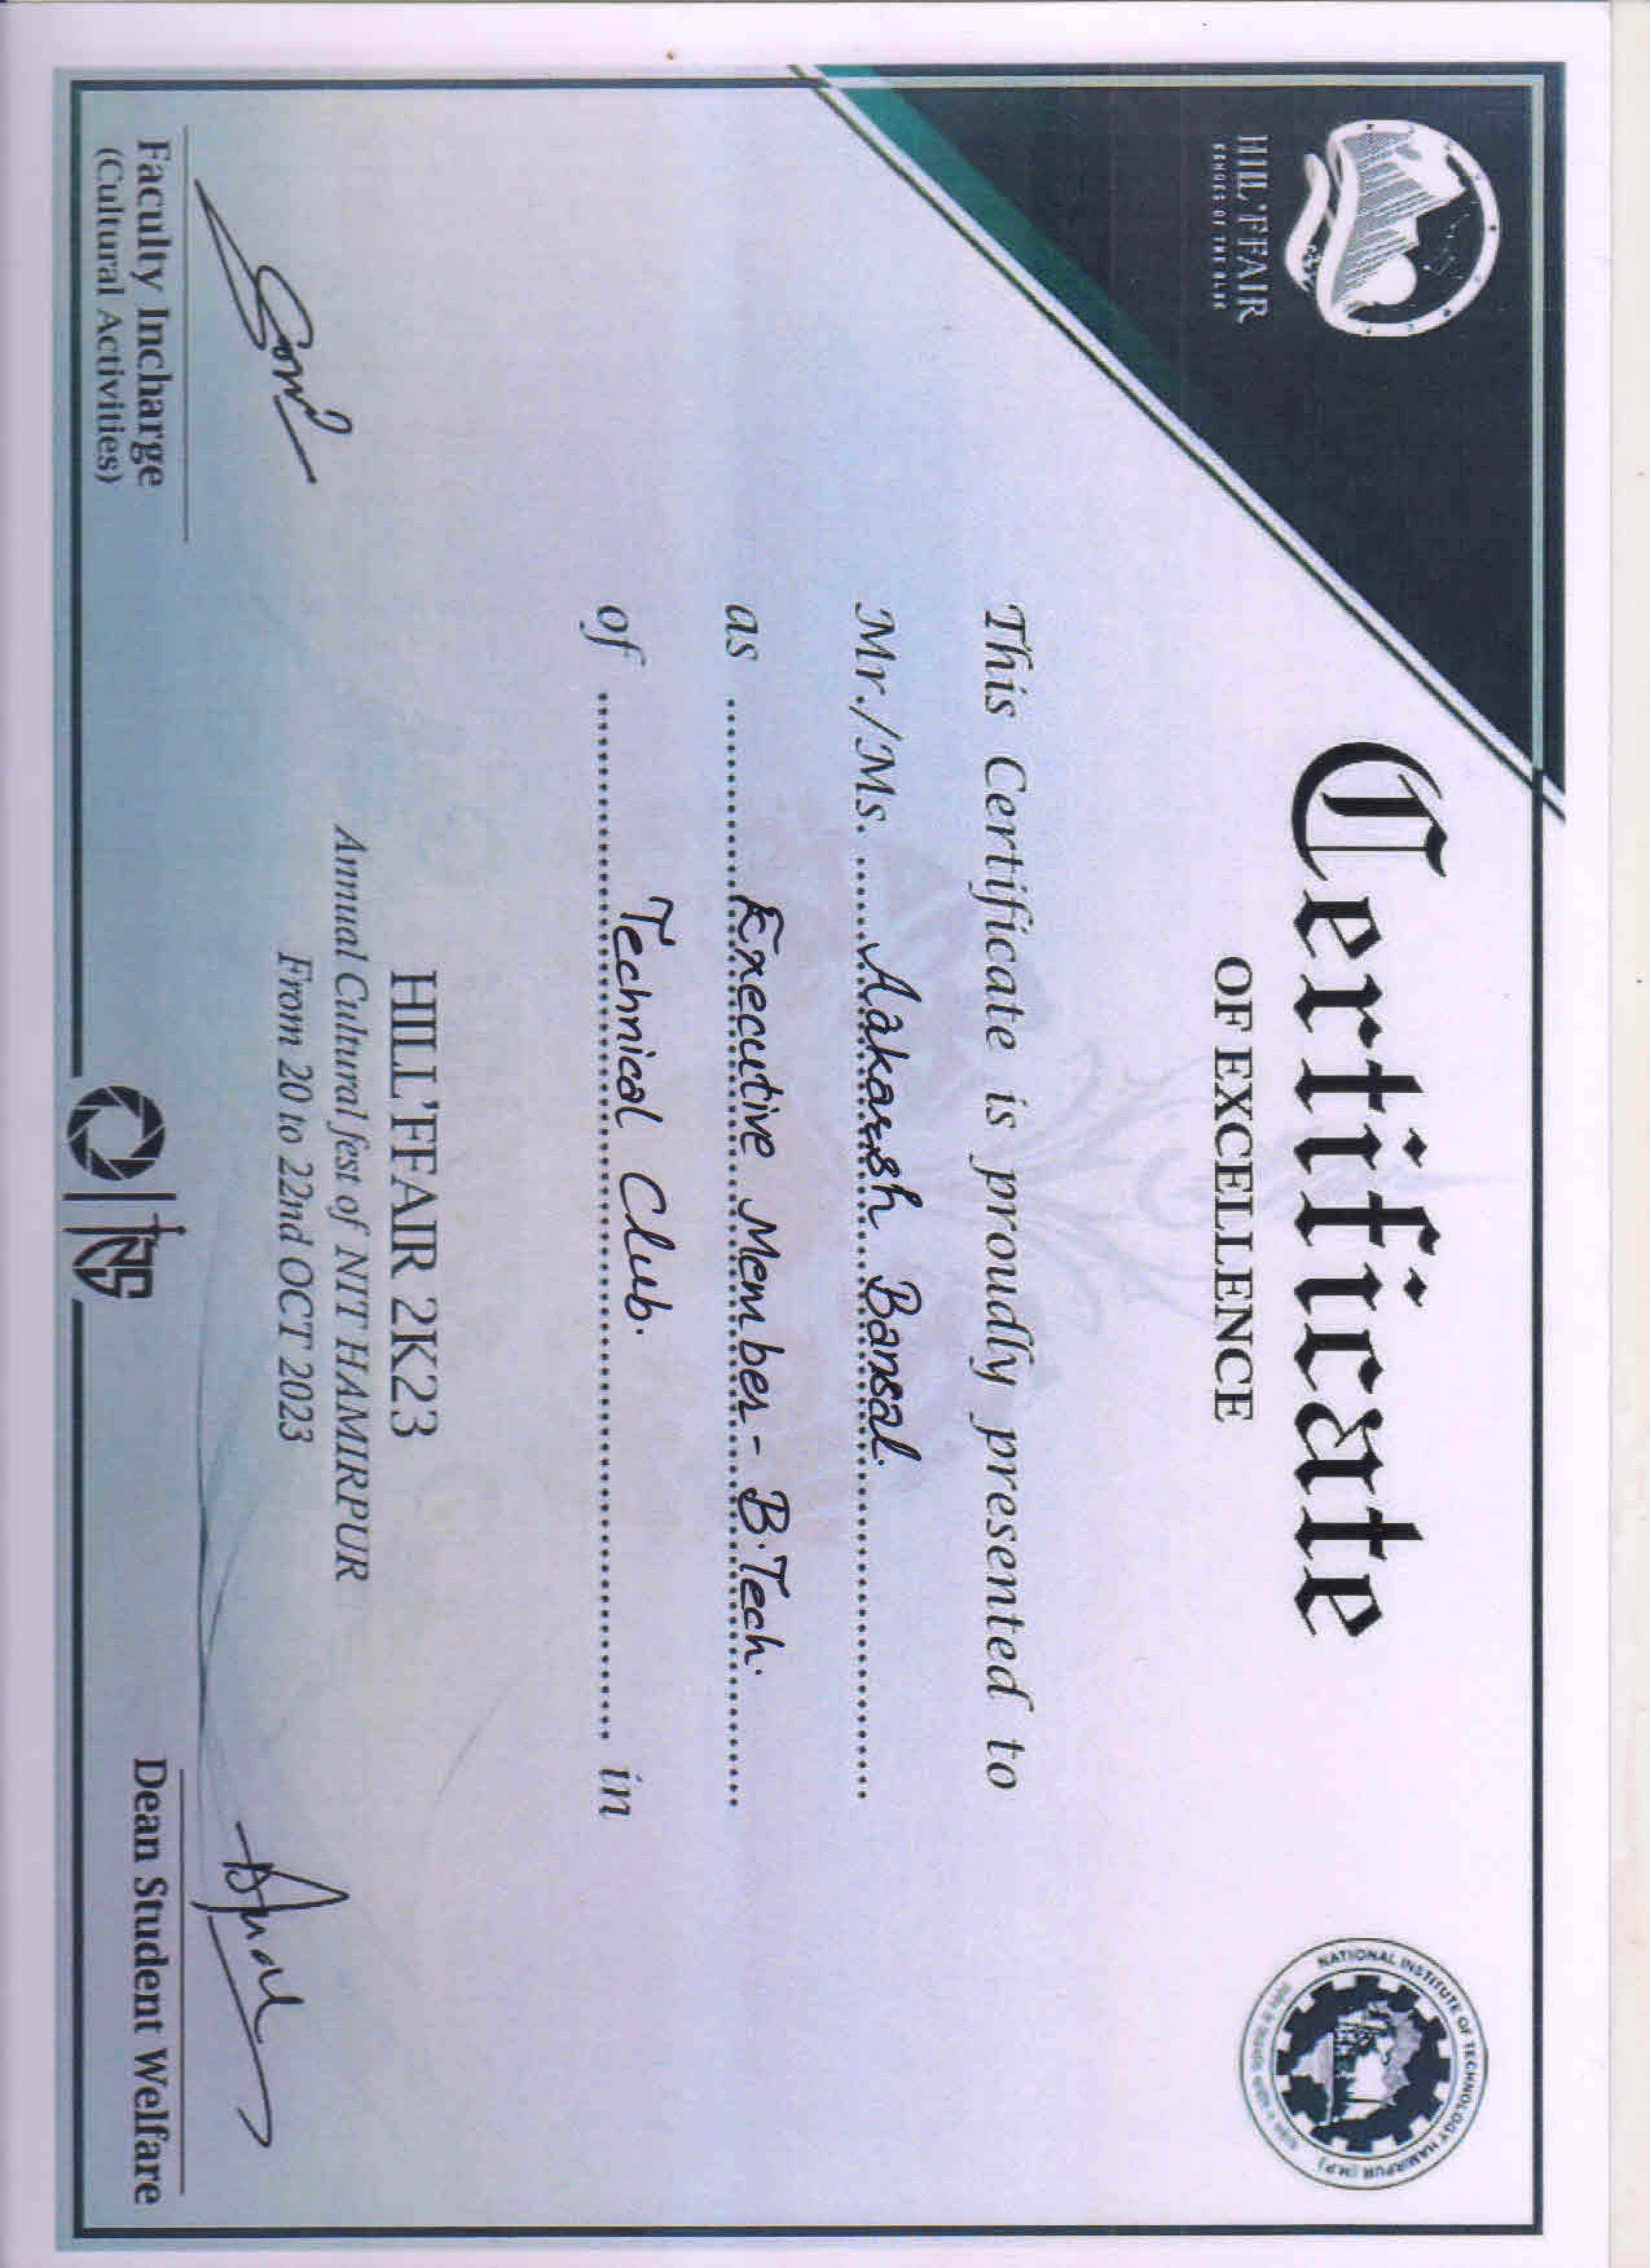 HILL'FFAIR
ECHOES OF THE BLUE
NATIONAL INSTITUTE OF TECHNOLOGY HAMIRPUR (H.P.)
Certificate
OF EXCELLENCE
This Certificate is proudly presented to
Mr./Ms. ...... Aakarsh Bansal. ......
as ...... Executive Member - B.Tech. ......
of ...... Technical Club. ...... in
HILL'FFAIR 2K23
Annual Cultural fest of NIT HAMIRPUR
From 20 to 22nd OCT 2023
Faculty Incharge
(Cultural Activities)
Dean Student Welfare